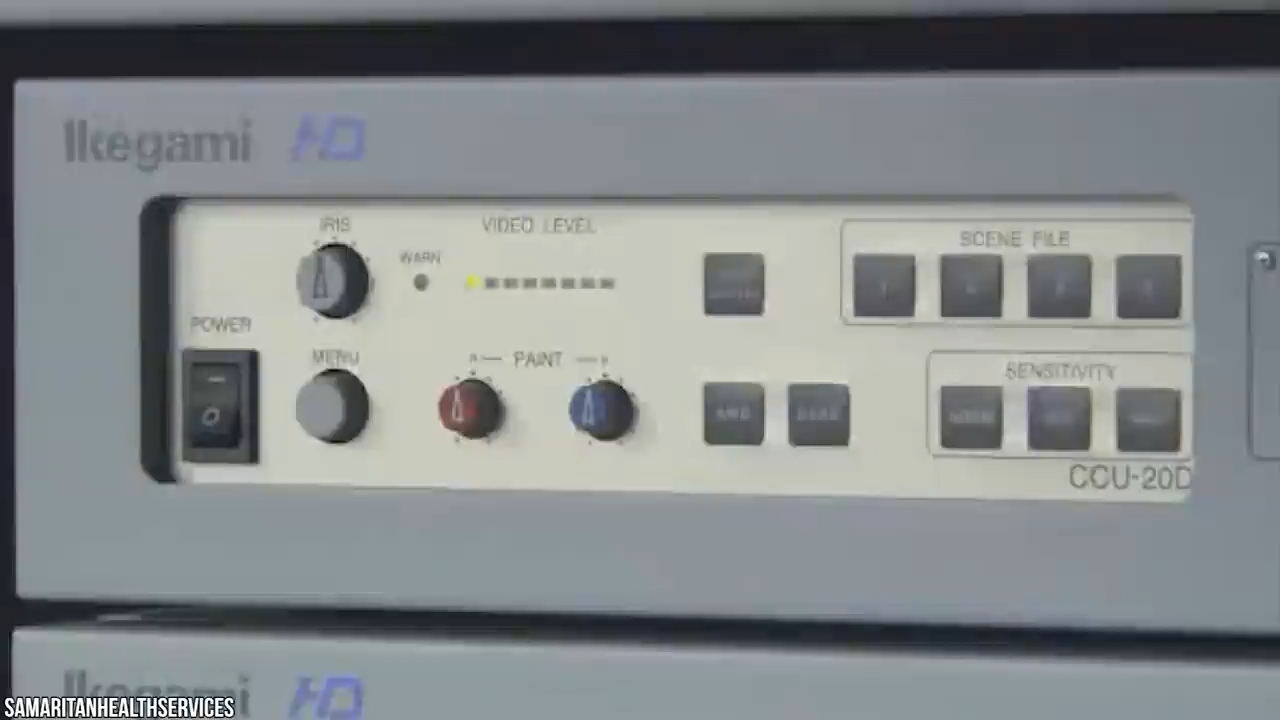 Ikegami HD
IRIS
VIDEO LEVEL
SCENE FILE
WARN
POWER
MENU
R PAINT B
SENSITIVITY
CCU-20D
Ikegami HD
SAMARITANHEALTHSERVICES